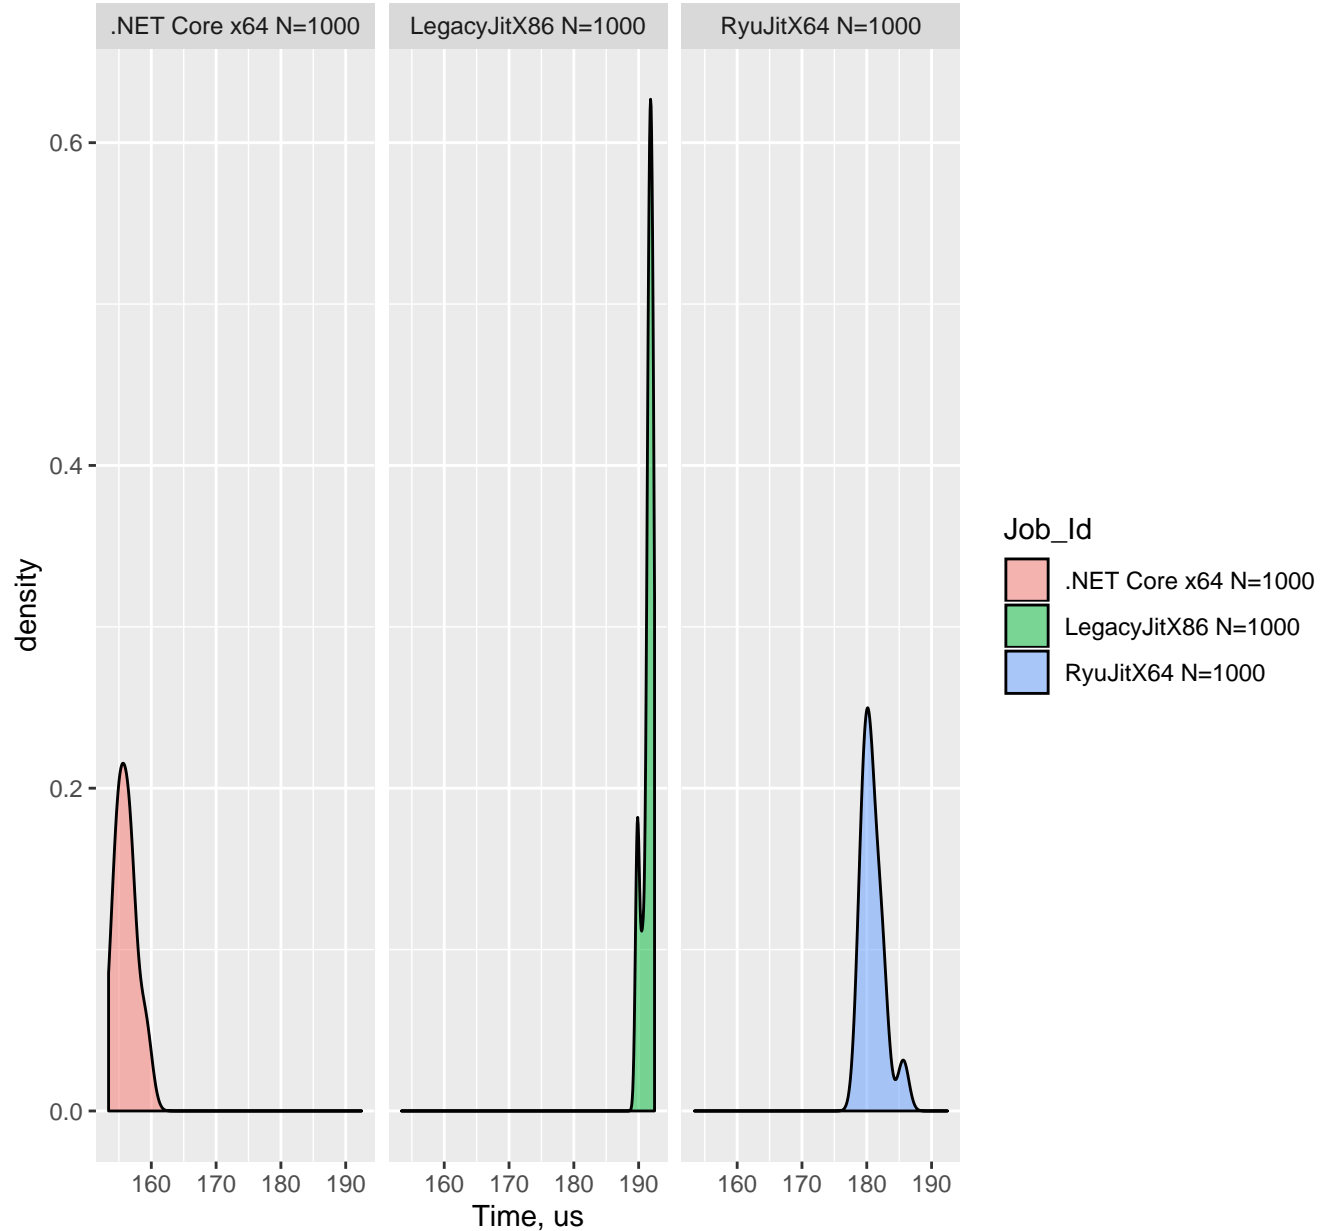 .NET Core x64 N=1000
LegacyJitX86 N=1000
RyuJitX64 N=1000
0.6
0.4
0.2
0.0
density
160 170 180 190
160 170 180 190
160 170 180 190
Time, us
Job_Id
.NET Core x64 N=1000
LegacyJitX86 N=1000
RyuJitX64 N=1000